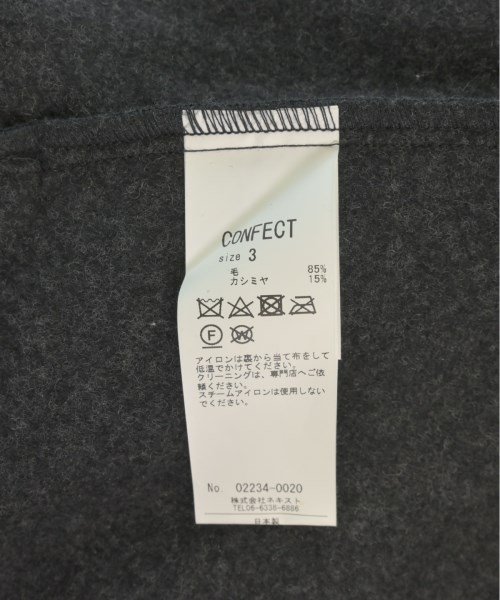 CONFECT
size 3
毛 85%
カシミヤ 15%
F W
アイロンは裏から当て布をして
低温でかけてください。
クリーニングは、専門店へご依
頼ください。
スチームアイロンは使用しない
でください。
No 02234-0020
株式会社ネキスト
TEL06-6338-6886
日本製